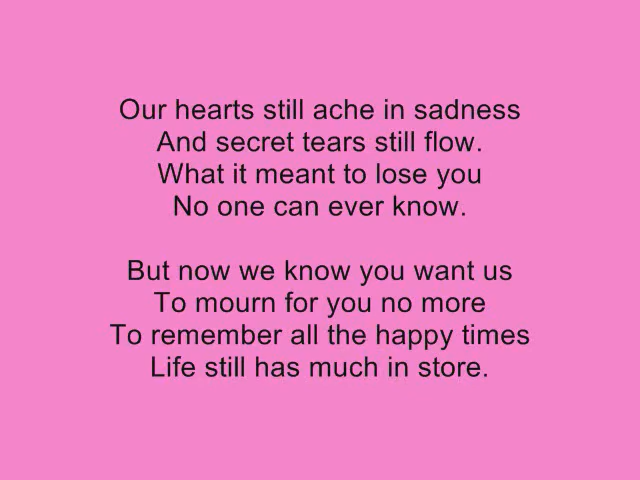 Our hearts still ache in sadness
And secret tears still flow.
What it meant to lose you
No one can ever know.
But now we know you want us
To mourn for you no more
To remember all the happy times
Life still has much in store.